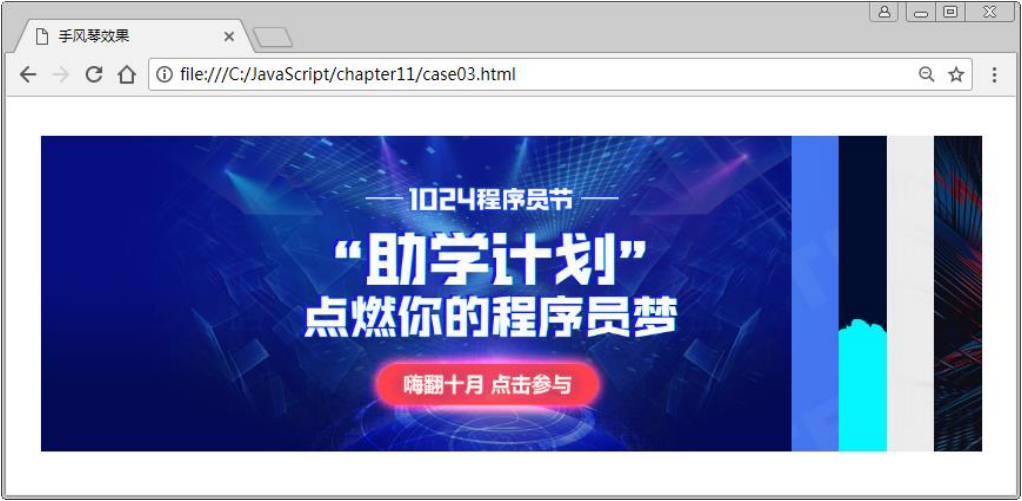 手风琴效果
file:///C:/JavaScript/chapter11/case03.html
1024程序员节
“助学计划”
点燃你的程序员梦
嗨翻十月 点击参与